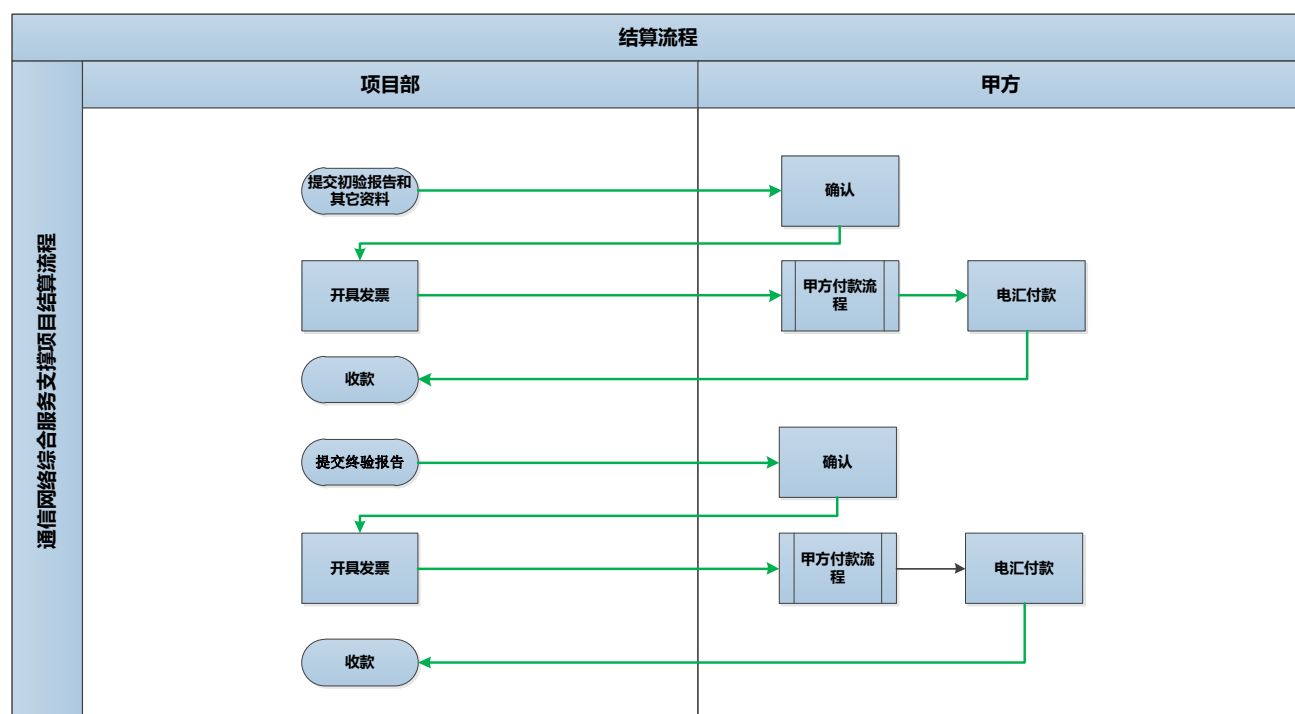 结算流程
项目部
甲方
通信网络综合服务支撑项目结算流程
提交初验报告和
其它资料
确认
开具发票
甲方付款流
程
电汇付款
收款
提交终验报告
确认
开具发票
甲方付款流
程
电汇付款
收款